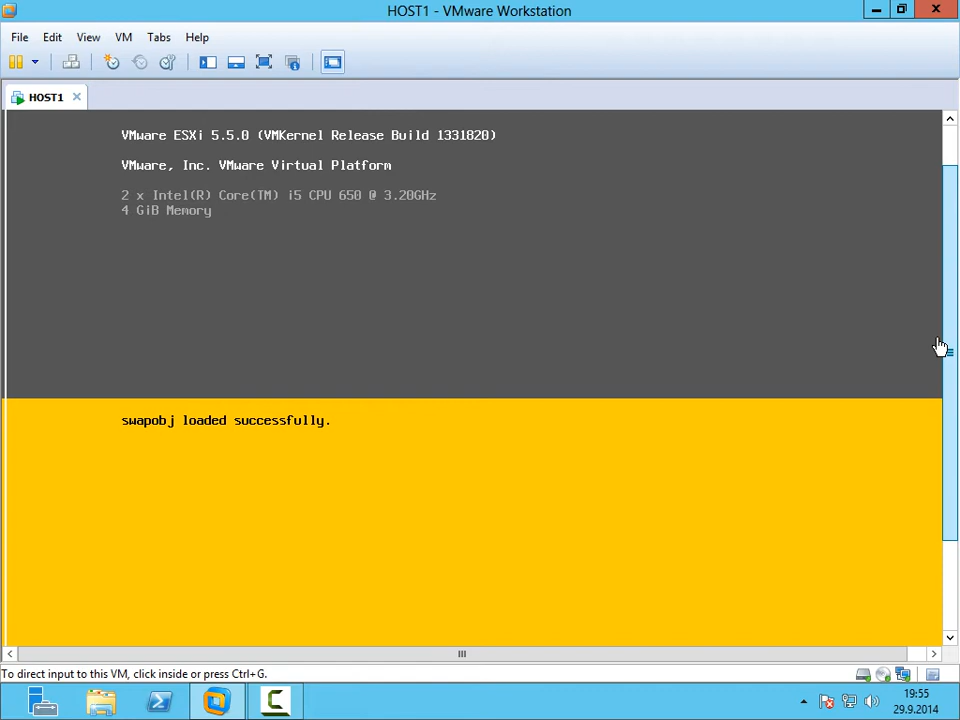 HOST1 - VMware Workstation
File Edit View VM Tabs Help
HOST1
VMware ESXi 5.5.0 (VMKernel Release Build 1331820)
VMware, Inc. VMware Virtual Platform
2 x Intel(R) Core(TM) i5 CPU 650 @ 3.20GHz
4 GiB Memory
swapobj loaded successfully.
To direct input to this VM, click inside or press Ctrl+G.
19:55
29.9.2014